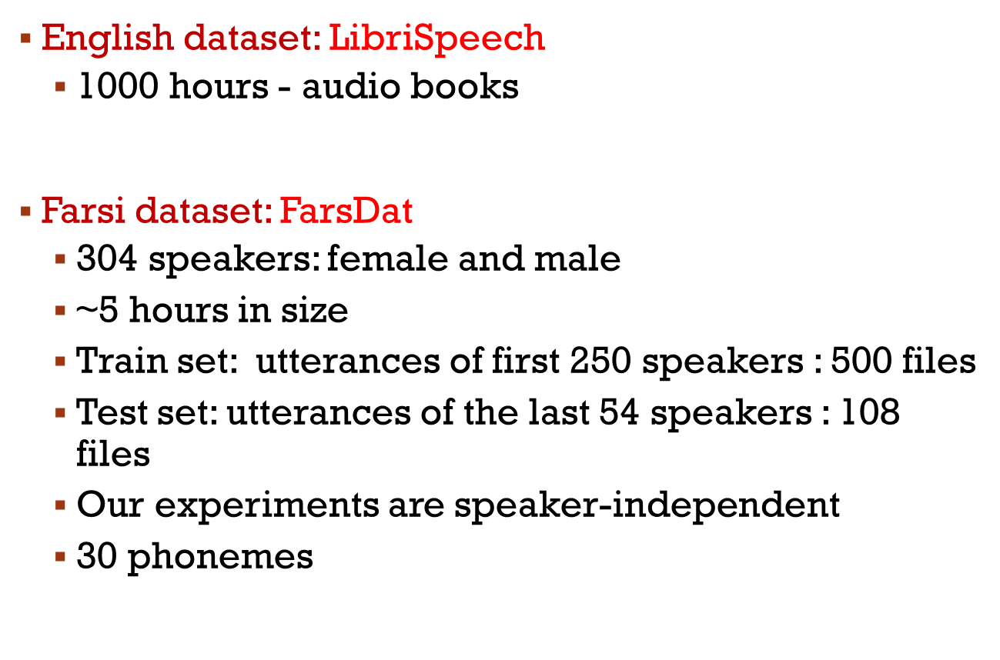 ▪ English dataset: LibriSpeech
▪ 1000 hours - audio books
▪ Farsi dataset: FarsDat
▪ 304 speakers: female and male
▪ ~5 hours in size
▪ Train set:  utterances of first 250 speakers : 500 files
▪ Test set: utterances of the last 54 speakers : 108
files
▪ Our experiments are speaker-independent
▪ 30 phonemes